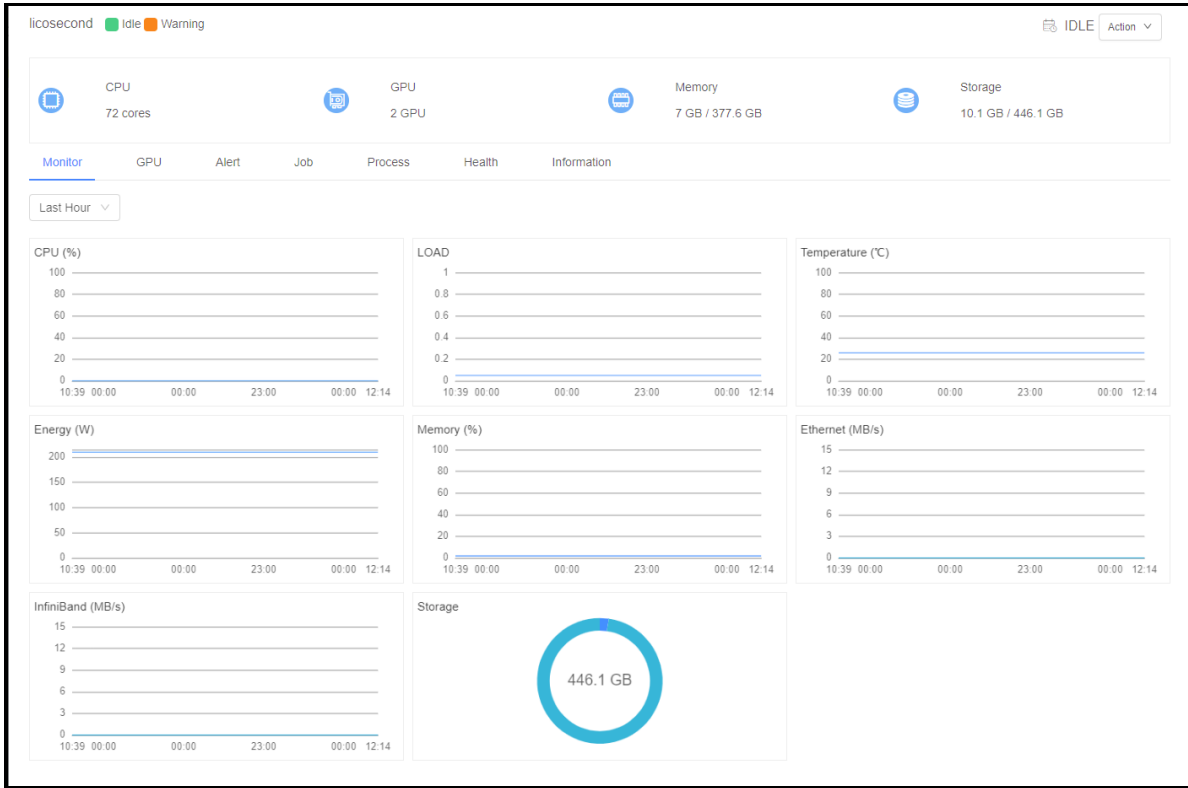 licosecond Idle Warning IDLE Action
CPU GPU Memory Storage
72 cores 2 GPU 7 GB / 377.6 GB 10.1 GB / 446.1 GB
Monitor GPU Alert Job Process Health Information
Last Hour
CPU (%)
100
80
60
40
20
0
10:39 00:00 00:00 23:00 00:00 12:14
LOAD
1
0.8
0.6
0.4
0.2
0
10:39 00:00 00:00 23:00 00:00 12:14
Temperature (℃)
100
80
60
40
20
0
10:39 00:00 00:00 23:00 00:00 12:14
Energy (W)
200
150
100
50
0
10:39 00:00 00:00 23:00 00:00 12:14
Memory (%)
100
80
60
40
20
0
10:39 00:00 00:00 23:00 00:00 12:14
Ethernet (MB/s)
15
12
9
6
3
0
10:39 00:00 00:00 23:00 00:00 12:14
InfiniBand (MB/s)
15
12
9
6
3
0
10:39 00:00 00:00 23:00 00:00 12:14
Storage
446.1 GB